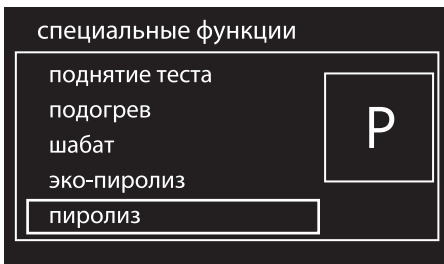 специальные функции
поднятие теста
подогрев
шабат
эко-пиролиз
пиролиз
P